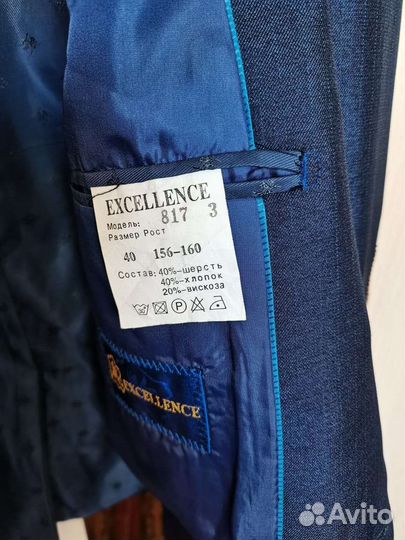 EXCELLENCE
Модель: 817 3
Размер Рост
40 156-160
Состав: 40%-шерсть
40%-хлопок
20%-вискоза
EXCELLENCE
Avito